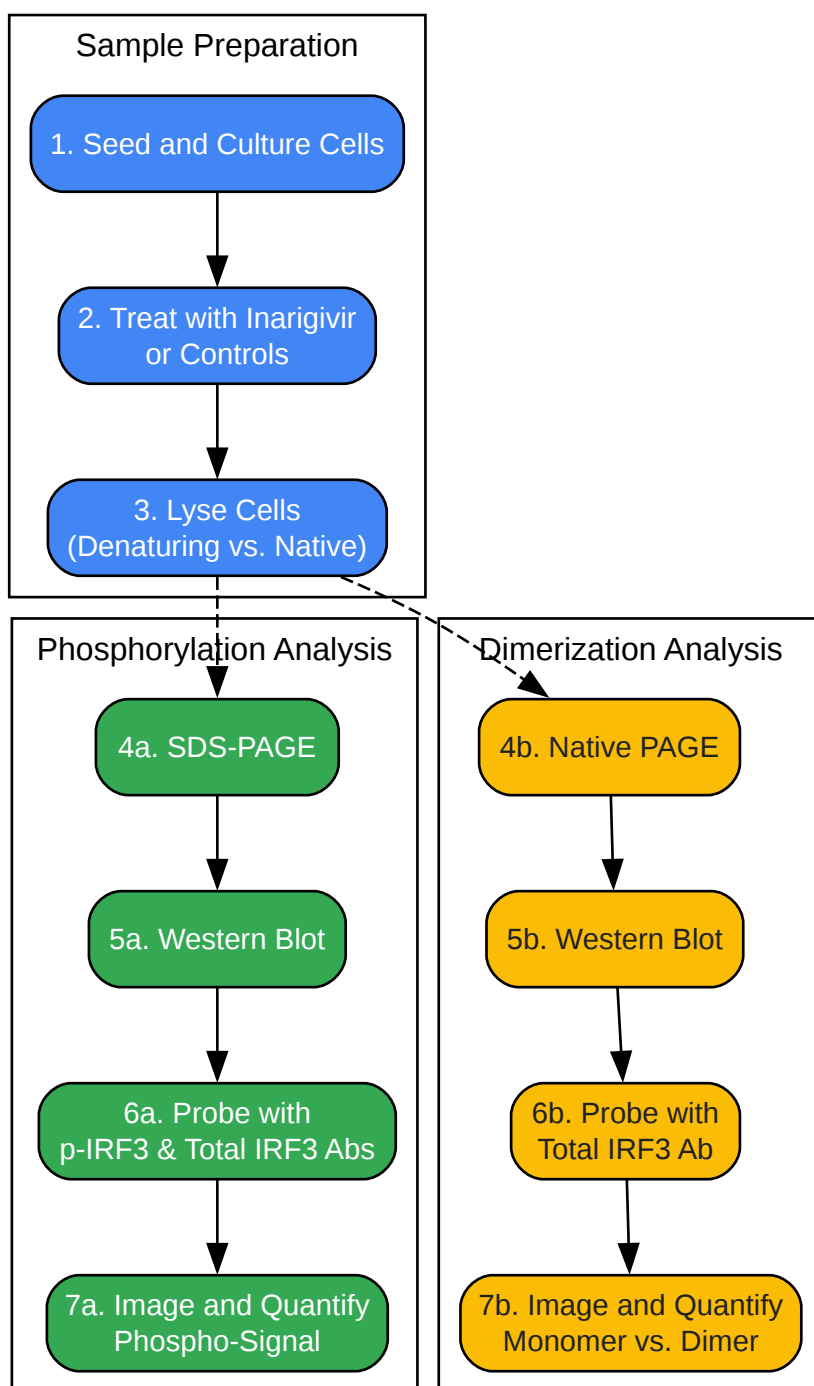 Sample Preparation
1. Seed and Culture Cells
2. Treat with Inarigivir
or Controls
3. Lyse Cells
(Denaturing vs. Native)
Phosphorylation Analysis
4a. SDS-PAGE
5a. Western Blot
6a. Probe with
p-IRF3 & Total IRF3 Abs
7a. Image and Quantify
Phospho-Signal
Dimerization Analysis
4b. Native PAGE
5b. Western Blot
6b. Probe with
Total IRF3 Ab
7b. Image and Quantify
Monomer vs. Dimer